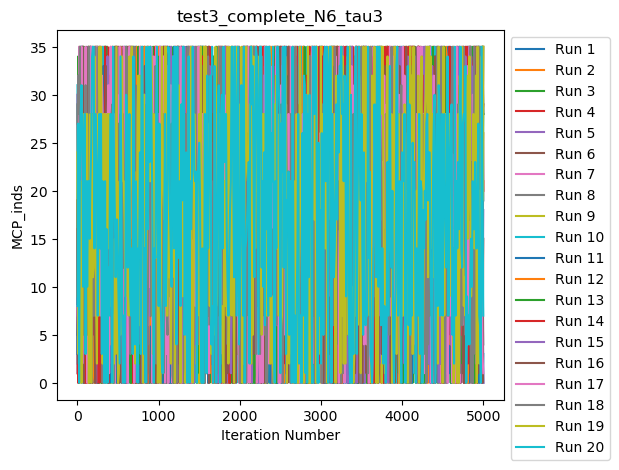 test3_complete_N6_tau3
35
30
25
20
15
10
5
0
MCP_inds
0 1000 2000 3000 4000 5000
Iteration Number
Run 1
Run 2
Run 3
Run 4
Run 5
Run 6
Run 7
Run 8
Run 9
Run 10
Run 11
Run 12
Run 13
Run 14
Run 15
Run 16
Run 17
Run 18
Run 19
Run 20